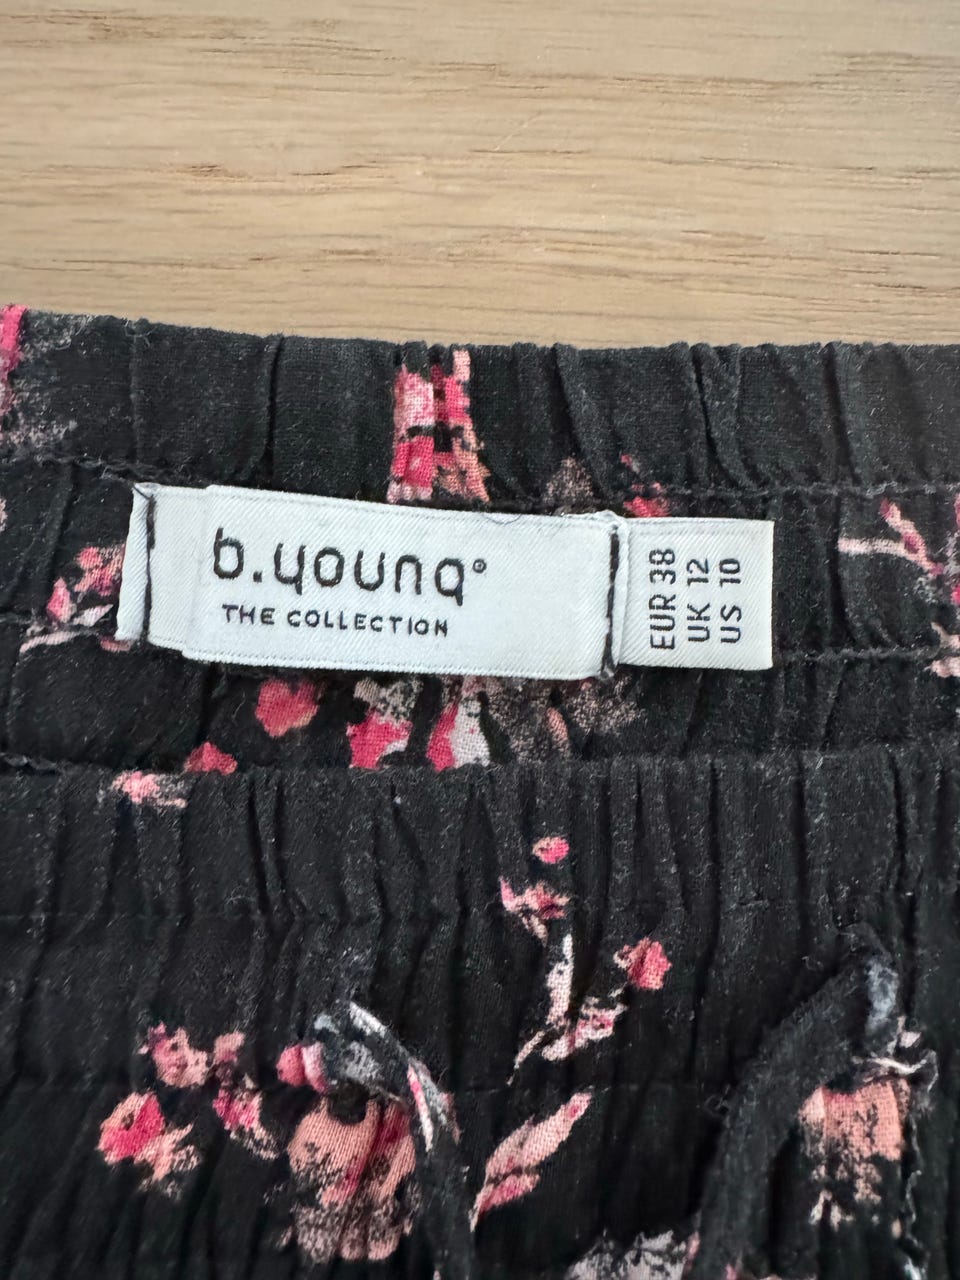 b.young®
THE COLLECTION
EUR 38
UK 12
US 10